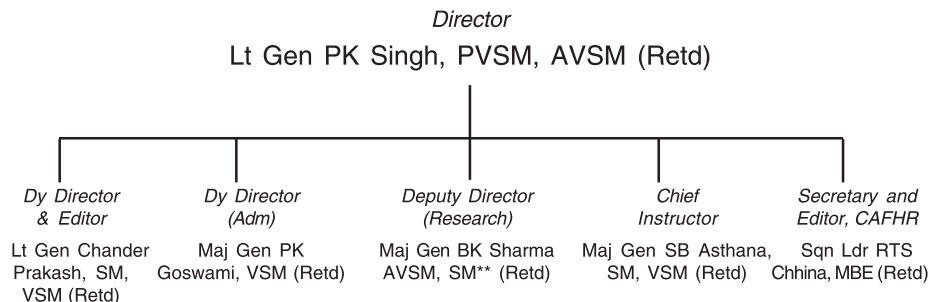 Director
Lt Gen PK Singh, PVSM, AVSM (Retd)
Dy Director
& Editor
Lt Gen Chander
Prakash, SM,
VSM (Retd)
Dy Director
(Adm)
Maj Gen PK
Goswami, VSM (Retd)
Deputy Director
(Research)
Maj Gen BK Sharma
AVSM, SM** (Retd)
Chief
Instructor
Maj Gen SB Asthana,
SM, VSM (Retd)
Secretary and
Editor, CAFHR
Sqn Ldr RTS
Chhina, MBE (Retd)